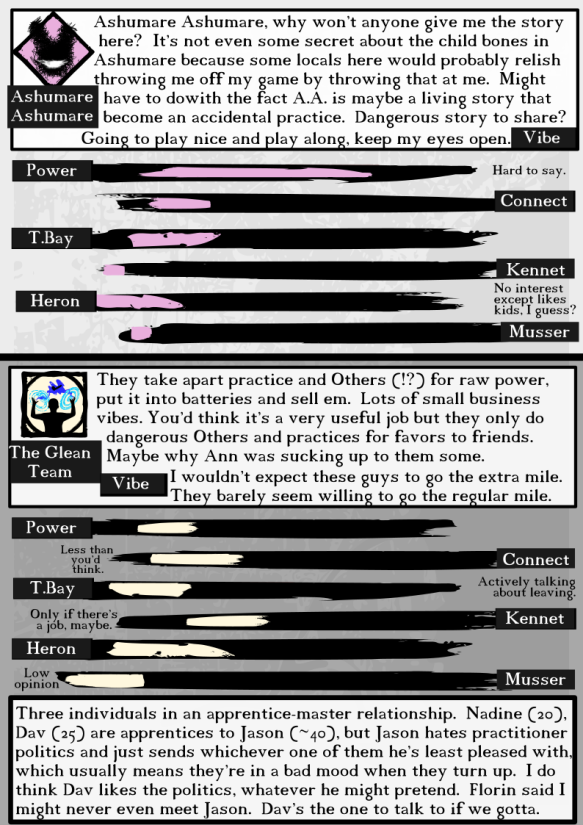 Ashumare Ashumare, why won't anyone give me the story
here?  It's not even some secret about the child bones in
Ashumare because some locals here would probably relish
throwing me off my game by throwing that at me.  Might
have to dowith the fact A.A. is maybe a living story that
become an accidental practice.  Dangerous story to share?
Going to play nice and play along, keep my eyes open.
Ashumare
Ashumare
Vibe
Power
Hard to say.
Connect
T.Bay
Kennet
Heron
No interest
except likes
kids, I guess?
Musser
They take apart practice and Others (!?) for raw power,
put it into batteries and sell em.  Lots of small business
vibes. You'd think it's a very useful job but they only do
dangerous Others and practices for favors to friends.
Maybe why Ann was sucking up to them some.
The Glean
Team
Vibe
I wouldn't expect these guys to go the extra mile.
They barely seem willing to go the regular mile.
Power
Less than
you'd
think.
Connect
T.Bay
Actively talking
about leaving.
Only if there's
a job, maybe.
Kennet
Heron
Low
opinion
Musser
Three individuals in an apprentice-master relationship.  Nadine (20),
Dav (25) are apprentices to Jason (~40), but Jason hates practitioner
politics and just sends whichever one of them he's least pleased with,
which usually means they're in a bad mood when they turn up.  I do
think Dav likes the politics, whatever he might pretend.  Florin said I
might never even meet Jason.  Dav's the one to talk to if we gotta.